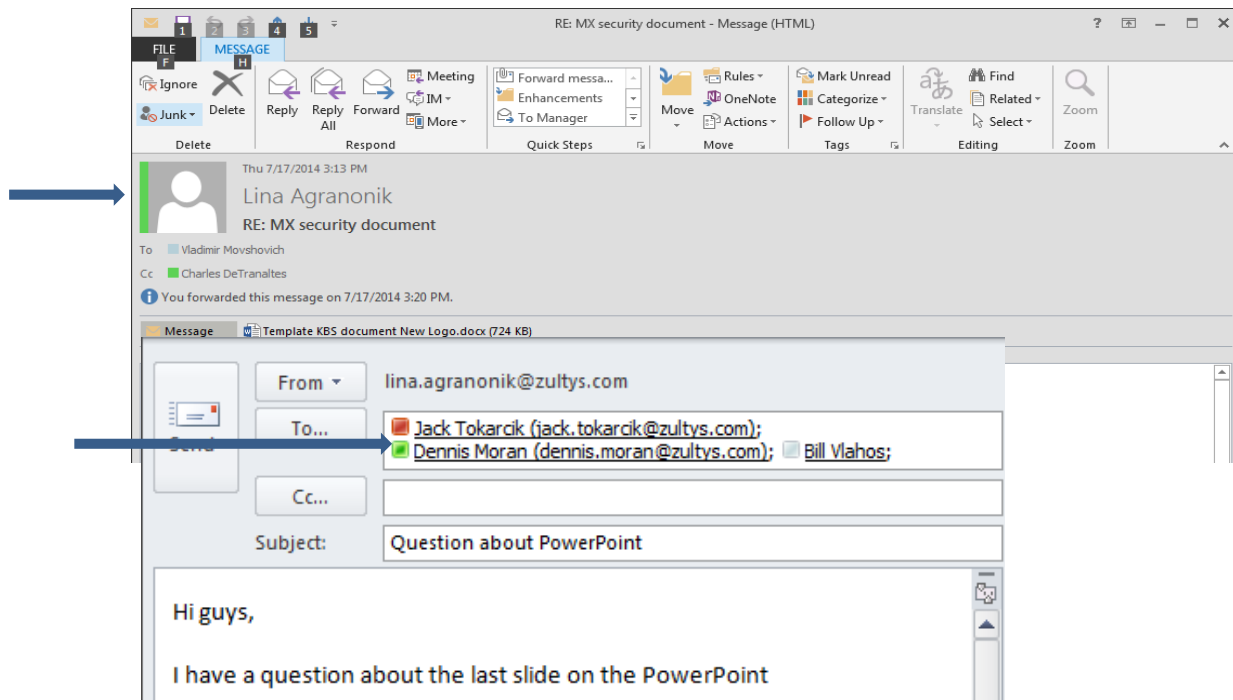 RE: MX security document - Message (HTML)
?
1 2 3 4 5
FILE MESSAGE
F H
Ignore
Junk
Delete
Delete
Reply
Reply All
Forward
Meeting
IM
More
Respond
Forward messa...
Enhancements
To Manager
Quick Steps
Move
Rules
OneNote
Actions
Move
Mark Unread
Categorize
Follow Up
Tags
Translate
Find
Related
Select
Editing
Zoom
Zoom
Thu 7/17/2014 3:13 PM
Lina Agranonik
RE: MX security document
To Vladimir Movshovich
Cc Charles DeTranaltes
You forwarded this message on 7/17/2014 3:20 PM.
Message Template KBS document New Logo.docx (724 KB)
From lina.agranonik@zultys.com
Send
To... Jack Tokarcik (jack.tokarcik@zultys.com);
Dennis Moran (dennis.moran@zultys.com); Bill Vlahos;
Cc...
Subject: Question about PowerPoint
Hi guys,
I have a question about the last slide on the PowerPoint